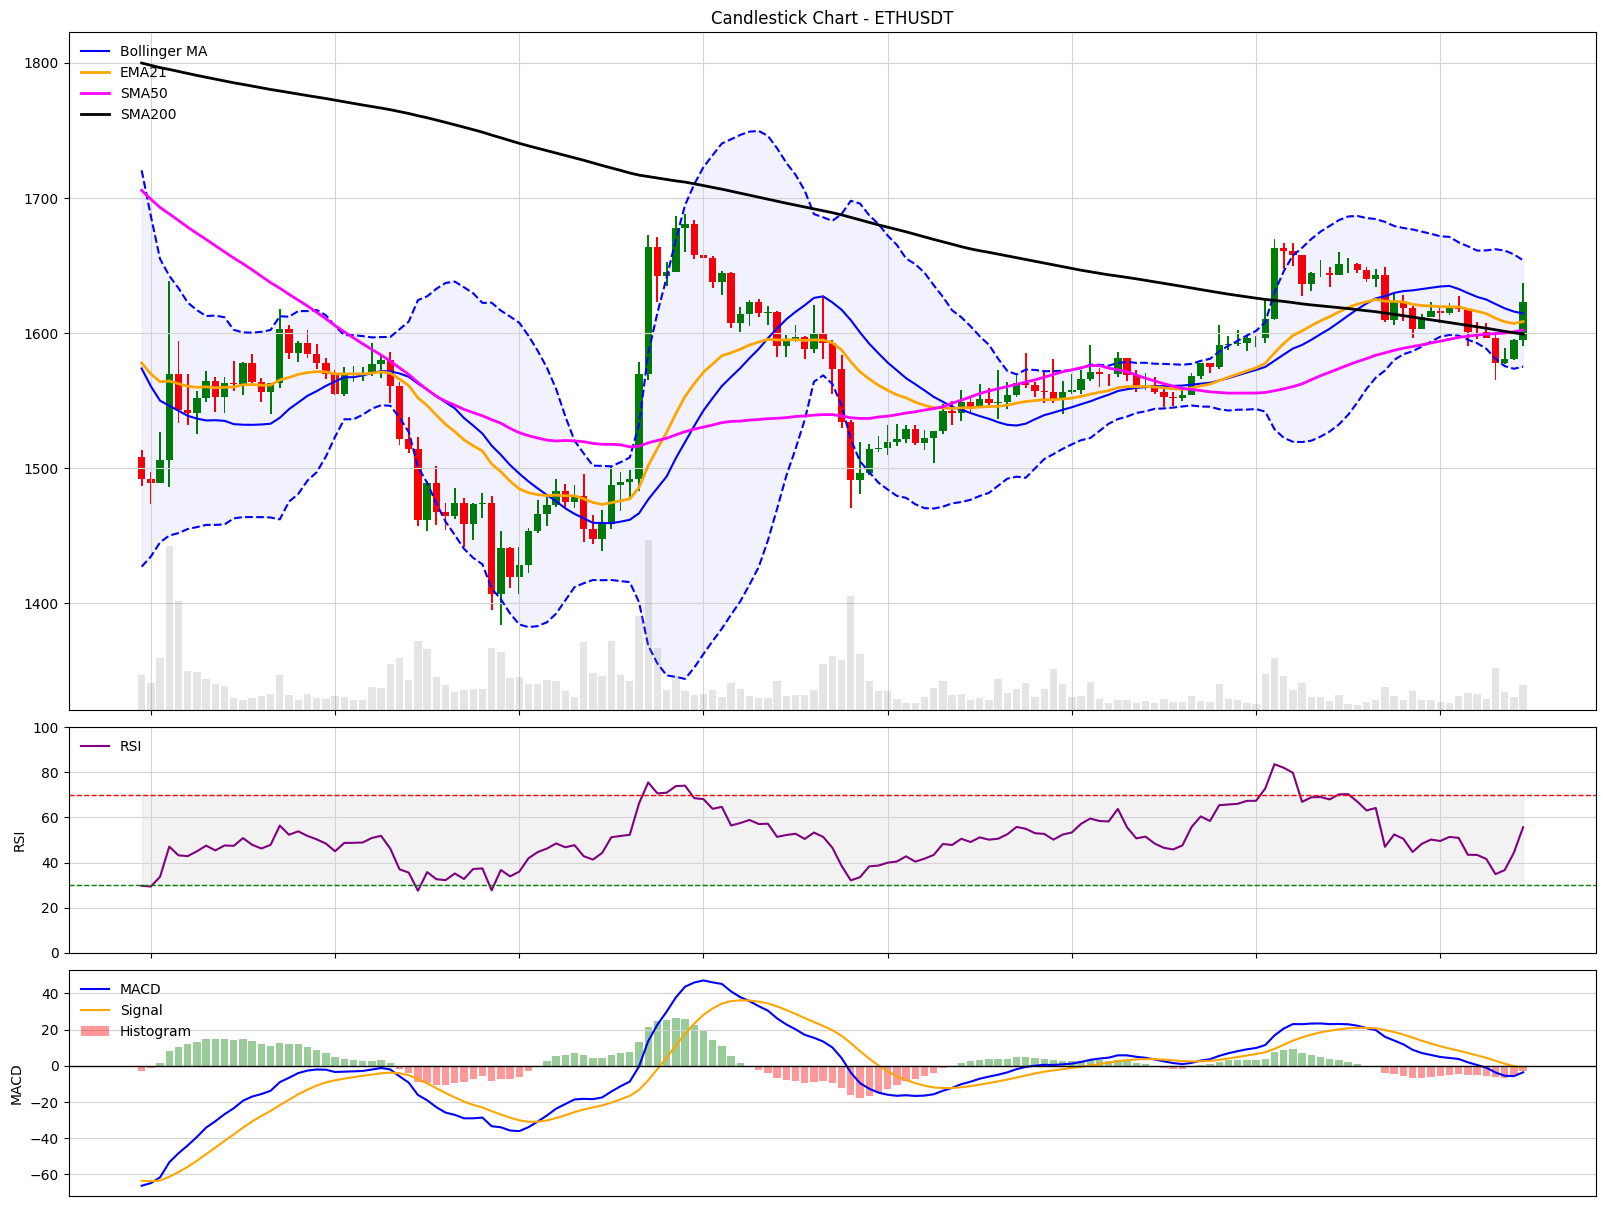 Candlestick Chart - ETHUSDT
Bollinger MA
EMA21
SMA50
SMA200
1800
1700
1600
1500
1400
RSI
100
80
60
40
20
0
RSI
MACD
Signal
Histogram
40
20
0
−20
−40
−60
MACD